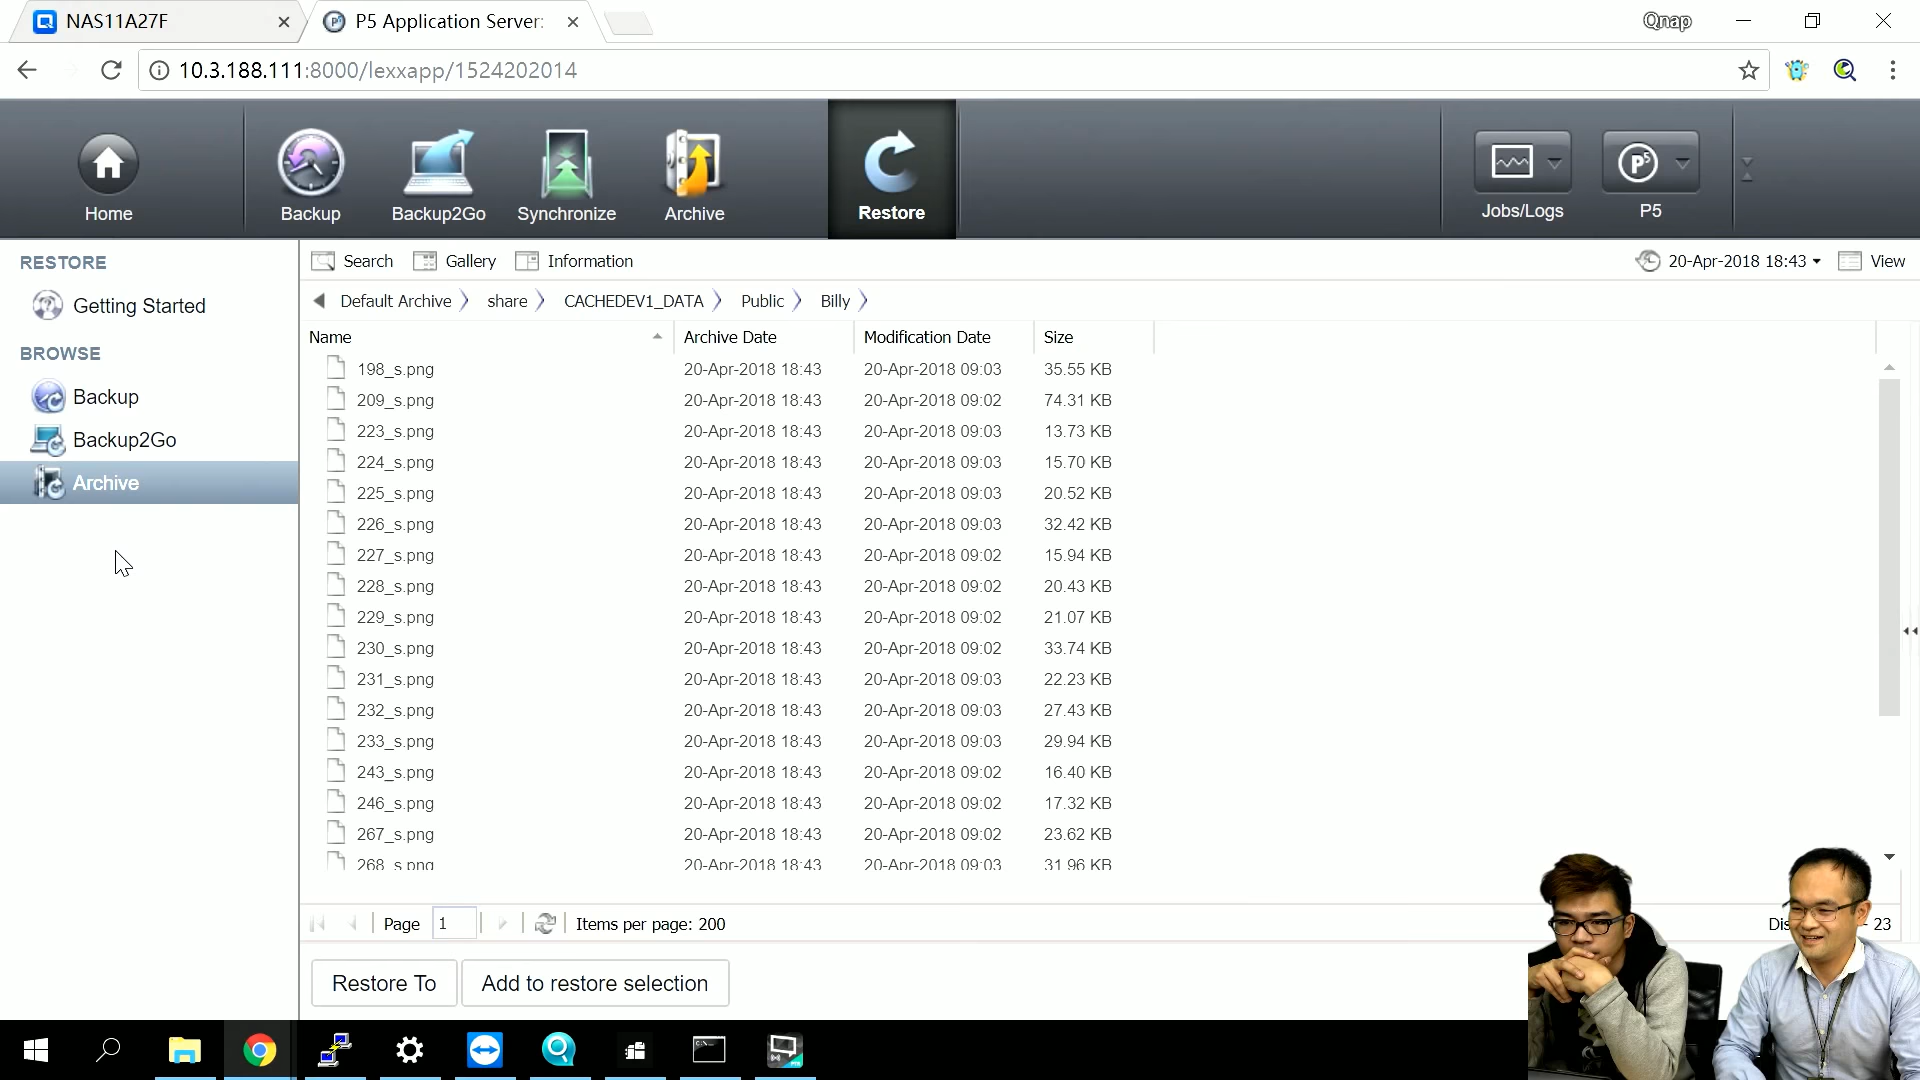 NAS11A27F
P5 Application Server:
Qnap
10.3.188.111:8000/lexxapp/1524202014
Home
Backup
Backup2Go
Synchronize
Archive
Restore
Jobs/Logs
P5
RESTORE
Getting Started
BROWSE
Backup
Backup2Go
Archive
Search
Gallery
Information
20-Apr-2018 18:43
View
Default Archive
share
CACHEDEV1_DATA
Public
Billy
Name Archive Date Modification Date Size
198_s.png 20-Apr-2018 18:43 20-Apr-2018 09:03 35.55 KB
209_s.png 20-Apr-2018 18:43 20-Apr-2018 09:02 74.31 KB
223_s.png 20-Apr-2018 18:43 20-Apr-2018 09:03 13.73 KB
224_s.png 20-Apr-2018 18:43 20-Apr-2018 09:03 15.70 KB
225_s.png 20-Apr-2018 18:43 20-Apr-2018 09:03 20.52 KB
226_s.png 20-Apr-2018 18:43 20-Apr-2018 09:03 32.42 KB
227_s.png 20-Apr-2018 18:43 20-Apr-2018 09:02 15.94 KB
228_s.png 20-Apr-2018 18:43 20-Apr-2018 09:02 20.43 KB
229_s.png 20-Apr-2018 18:43 20-Apr-2018 09:02 21.07 KB
230_s.png 20-Apr-2018 18:43 20-Apr-2018 09:02 33.74 KB
231_s.png 20-Apr-2018 18:43 20-Apr-2018 09:03 22.23 KB
232_s.png 20-Apr-2018 18:43 20-Apr-2018 09:03 27.43 KB
233_s.png 20-Apr-2018 18:43 20-Apr-2018 09:03 29.94 KB
243_s.png 20-Apr-2018 18:43 20-Apr-2018 09:02 16.40 KB
246_s.png 20-Apr-2018 18:43 20-Apr-2018 09:02 17.32 KB
267_s.png 20-Apr-2018 18:43 20-Apr-2018 09:02 23.62 KB
268_s.png 20-Apr-2018 18:43 20-Apr-2018 09:03 31.96 KB
Page 1 Items per page: 200
23
Restore To
Add to restore selection